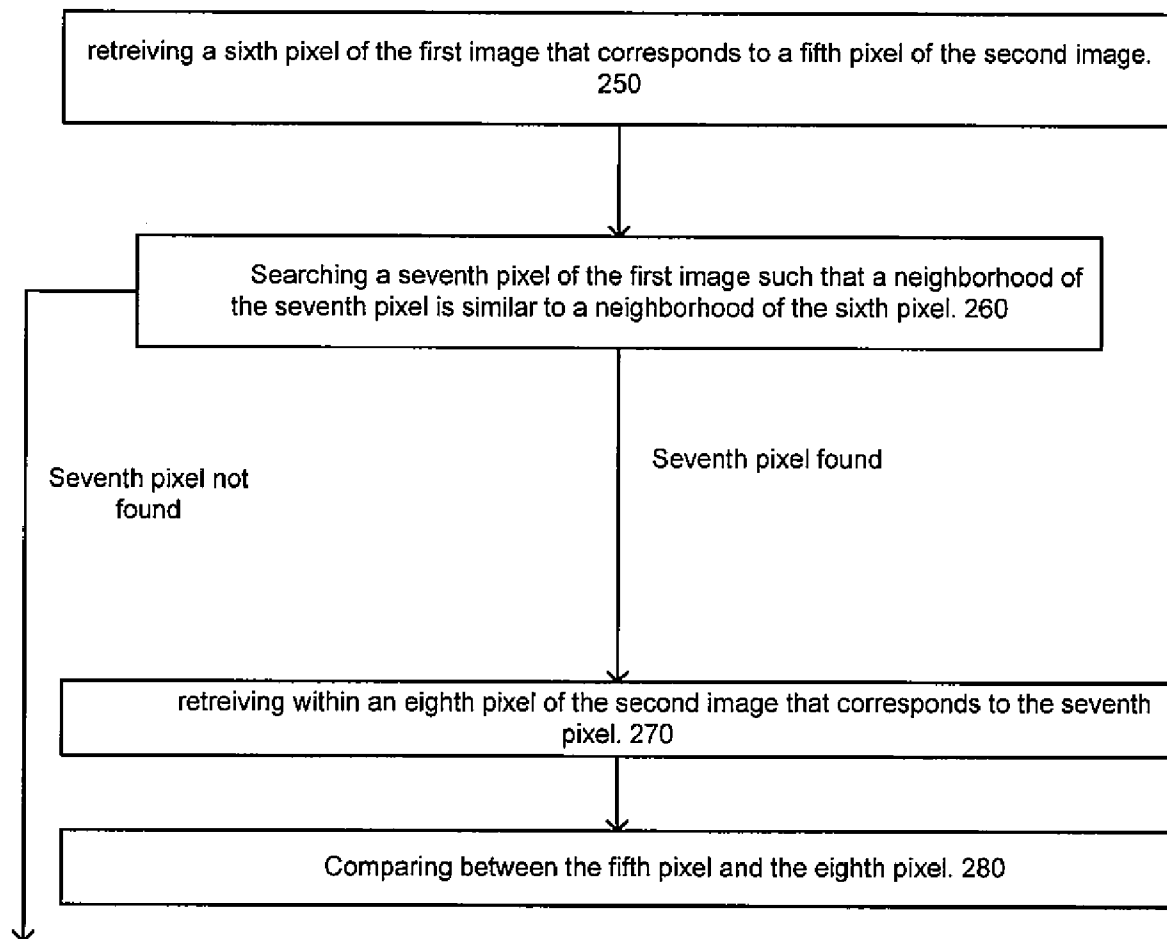 retreiving a sixth pixel of the first image that corresponds to a fifth pixel of the second image.
250
Searching a seventh pixel of the first image such that a neighborhood of
the seventh pixel is similar to a neighborhood of the sixth pixel. 260
Seventh pixel not
found
Seventh pixel found
retreiving within an eighth pixel of the second image that corresponds to the seventh
pixel. 270
Comparing between the fifth pixel and the eighth pixel. 280